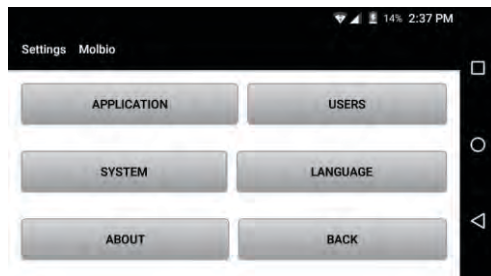 14% 2:37 PM
Settings Molbio
APPLICATION USERS
SYSTEM LANGUAGE
ABOUT BACK